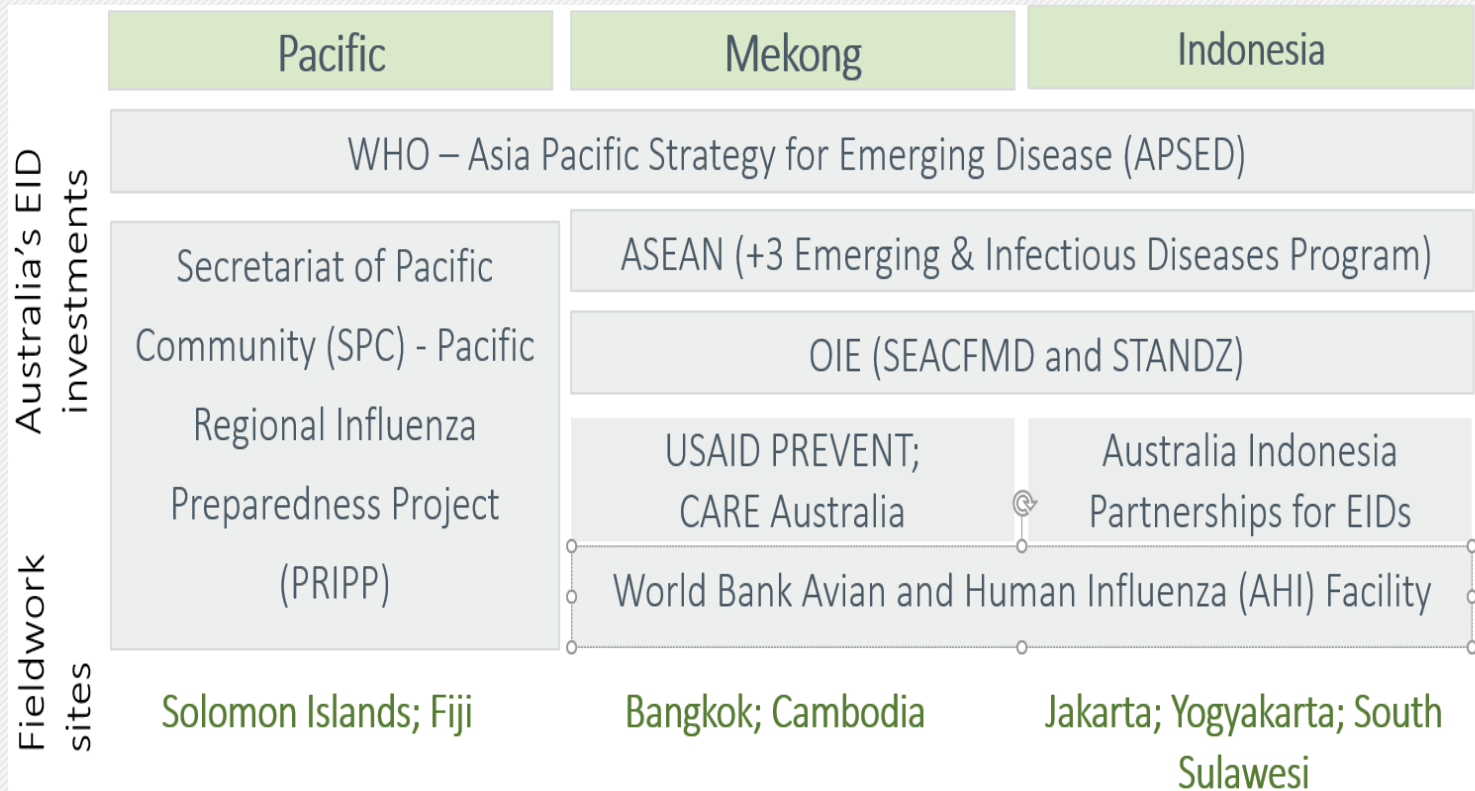 Pacific
Mekong
Indonesia
Australia's EID
investments
WHO – Asia Pacific Strategy for Emerging Disease (APSED)
Secretariat of Pacific
Community (SPC) - Pacific
Regional Influenza
Preparedness Project
(PRIPP)
ASEAN (+3 Emerging & Infectious Diseases Program)
OIE (SEACFMD and STANDZ)
USAID PREVENT;
CARE Australia
Australia Indonesia
Partnerships for EIDs
World Bank Avian and Human Influenza (AHI) Facility
Fieldwork
sites
Solomon Islands; Fiji
Bangkok; Cambodia
Jakarta; Yogyakarta; South
Sulawesi